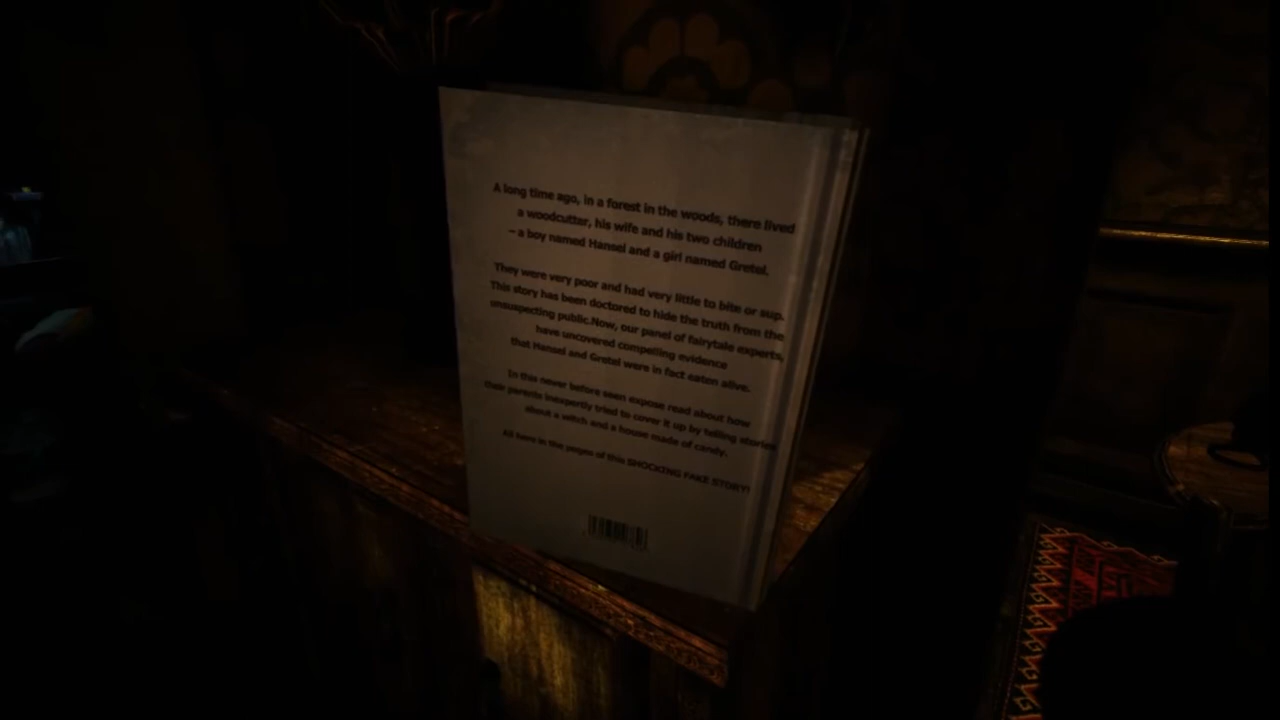 A long time ago, in a forest in the woods, there lived
a woodcutter, his wife and his two children
– a boy named Hansel and a girl named Gretel.
They were very poor and had very little to bite or sup.
This story has been doctored to hide the truth from the
unsuspecting public.Now, our panel of fairytale experts,
have uncovered compelling evidence
that Hansel and Gretel were in fact eaten alive.
In this never before seen expose read about how
their parents inexpertly tried to cover it up by telling stories
about a witch and a house made of candy.
All here in the pages of this SHOCKING FAKE STORY!